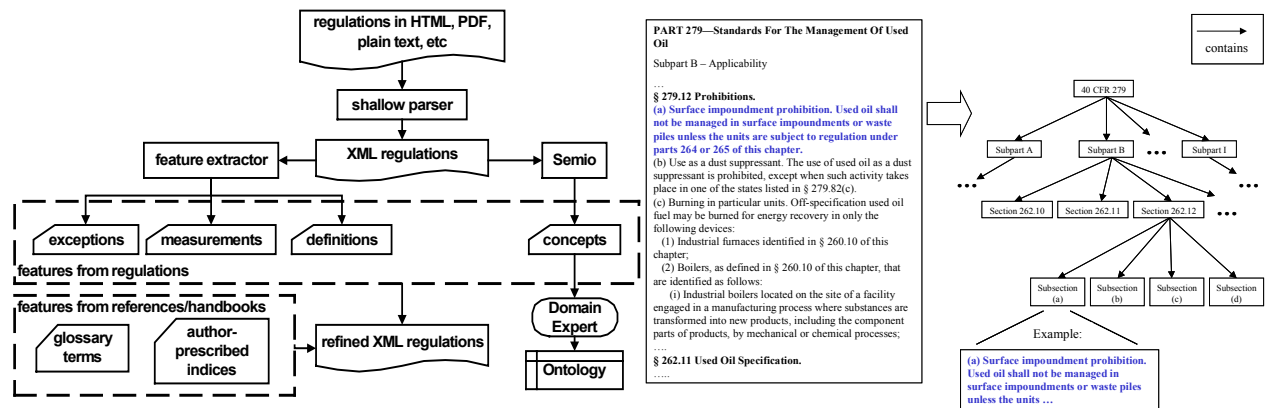 regulations in HTML, PDF,
plain text, etc
shallow parser
feature extractor
XML regulations
Semio
exceptions
measurements
definitions
concepts
features from regulations
features from references/handbooks
glossary
terms
author-
prescribed
indices
refined XML regulations
Domain
Expert
Ontology
PART 279—Standards For The Management Of Used
Oil
Subpart B – Applicability
…
§ 279.12 Prohibitions.
(a) Surface impoundment prohibition. Used oil shall
not be managed in surface impoundments or waste
piles unless the units are subject to regulation under
parts 264 or 265 of this chapter.
(b) Use as a dust suppressant. The use of used oil as a dust
suppressant is prohibited, except when such activity takes
place in one of the states listed in § 279.82(c).
(c) Burning in particular units. Off-specification used oil
fuel may be burned for energy recovery in only the
following devices:
(1) Industrial furnaces identified in § 260.10 of this
chapter;
(2) Boilers, as defined in § 260.10 of this chapter, that
are identified as follows:
(i) Industrial boilers located on the site of a facility
engaged in a manufacturing process where substances are
transformed into new products, including the component
parts of products, by mechanical or chemical processes;
….
§ 262.11 Used Oil Specification.
…..
contains
40 CFR 279
Subpart A
Subpart B
…
Subpart I
…
…
Section 262.10
Section 262.11
Section 262.12
…
Subsection
(a)
Subsection
(b)
Subsection
(c)
Subsection
(d)
Example:
(a) Surface impoundment prohibition.
Used oil shall not be managed in
surface impoundments or waste piles
unless the units …